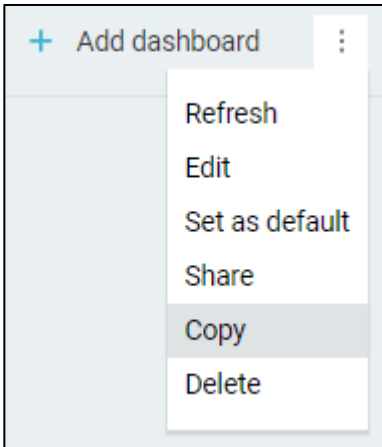 + Add dashboard
Refresh
Edit
Set as default
Share
Copy
Delete